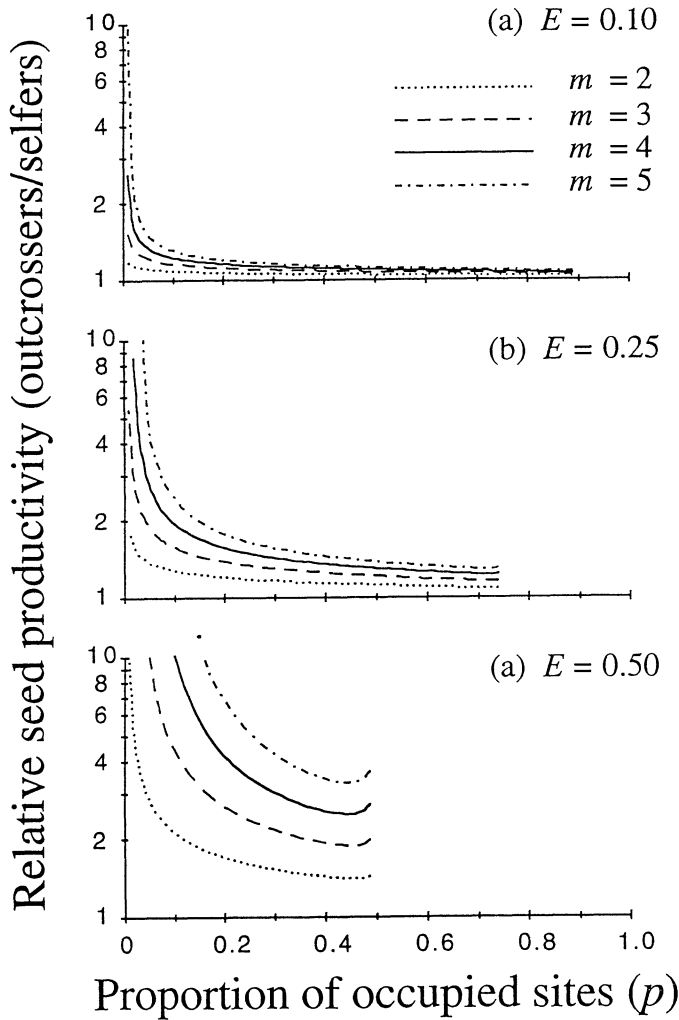 Relative seed productivity (outcrossers/selfers)
(a) E = 0.10
m = 2
m = 3
m = 4
m = 5
10
8
6
4
2
1
(b) E = 0.25
10
8
6
4
2
1
(a) E = 0.50
10
8
6
4
2
1
0 0.2 0.4 0.6 0.8 1.0
Proportion of occupied sites (p)